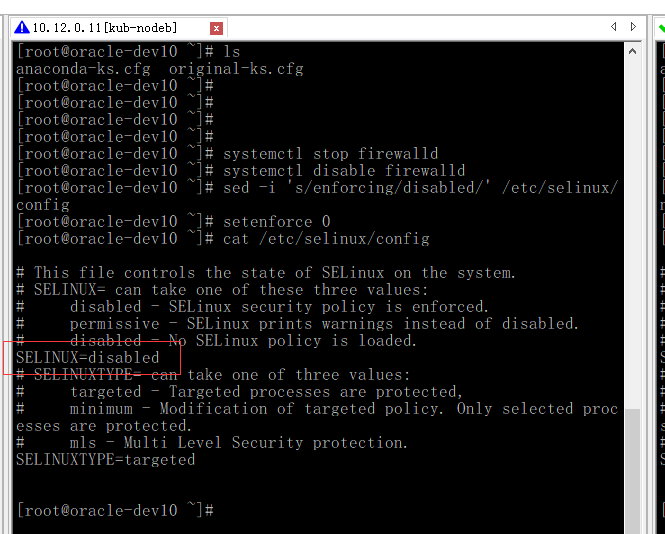 10.12.0.11[kub-nodeb]
[root@oracle-dev10 ~]# ls
anaconda-ks.cfg  original-ks.cfg
[root@oracle-dev10 ~]#
[root@oracle-dev10 ~]#
[root@oracle-dev10 ~]#
[root@oracle-dev10 ~]#
[root@oracle-dev10 ~]# systemctl stop firewalld
[root@oracle-dev10 ~]# systemctl disable firewalld
[root@oracle-dev10 ~]# sed -i 's/enforcing/disabled/' /etc/selinux/
config
[root@oracle-dev10 ~]# setenforce 0
[root@oracle-dev10 ~]# cat /etc/selinux/config
# This file controls the state of SELinux on the system.
# SELINUX= can take one of these three values:
#     disabled - SELinux security policy is enforced.
#     permissive - SELinux prints warnings instead of disabled.
#     disabled - No SELinux policy is loaded.
SELINUX=disabled
# SELINUXTYPE= can take one of three values:
#     targeted - Targeted processes are protected,
#     minimum - Modification of targeted policy. Only selected proc
esses are protected.
#     mls - Multi Level Security protection.
SELINUXTYPE=targeted
[root@oracle-dev10 ~]#